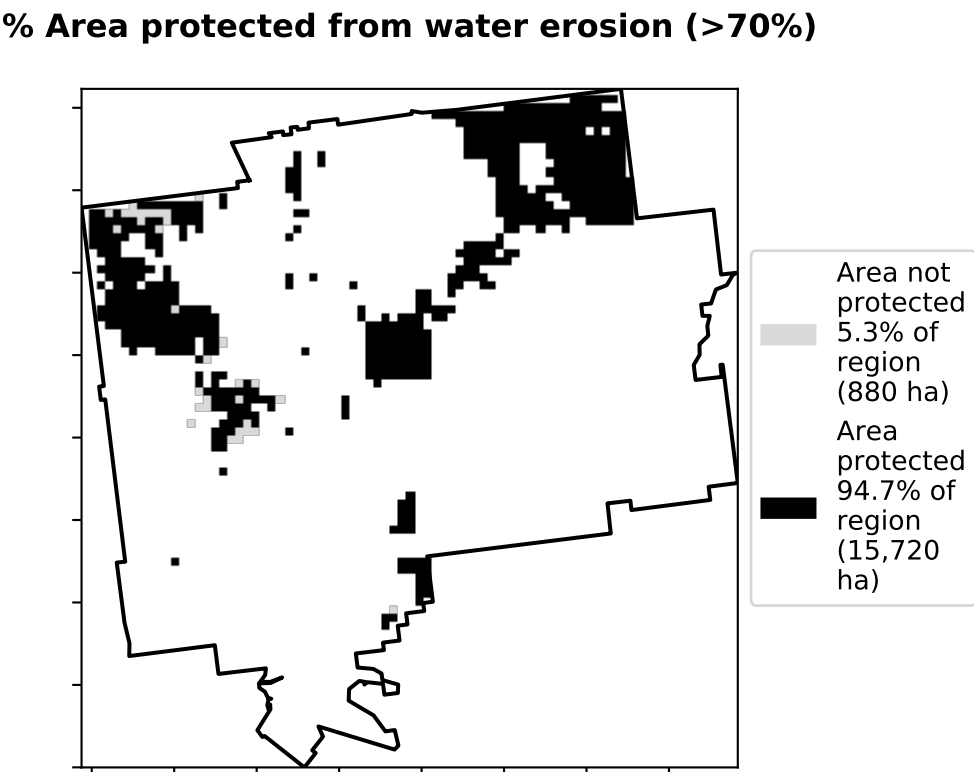 % Area protected from water erosion (>70%)
Area not
protected
5.3% of
region
(880 ha)
Area
protected
94.7% of
region
(15,720
ha)